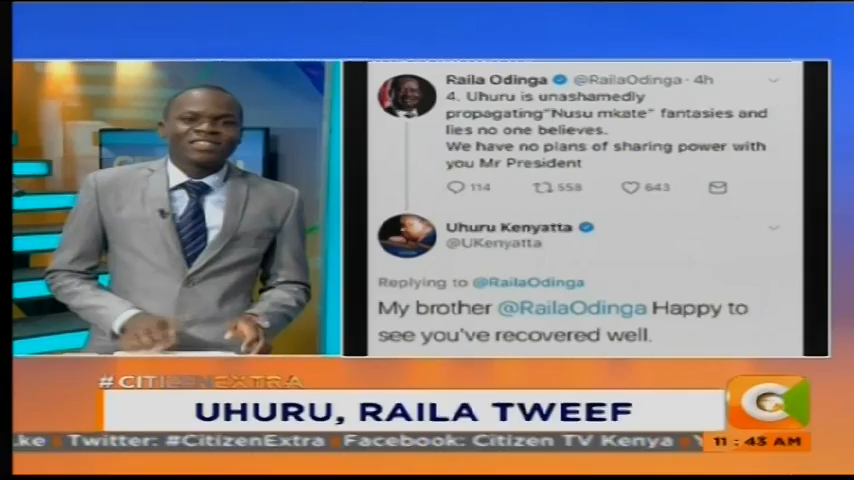 Raila Odinga @RailaOdinga · 4h
4. Uhuru is unashamedly
propagating"Nusu mkate" fantasies and
lies no one believes.
We have no plans of sharing power with
you Mr President
114 558 643
Uhuru Kenyatta
@UKenyatta
Replying to @RailaOdinga
My brother @RailaOdinga Happy to
see you've recovered well.
#CITIZENEXTRA
UHURU, RAILA TWEEF
.ke Twitter: #CitizenExtra Facebook: Citizen TV Kenya
11:43 AM